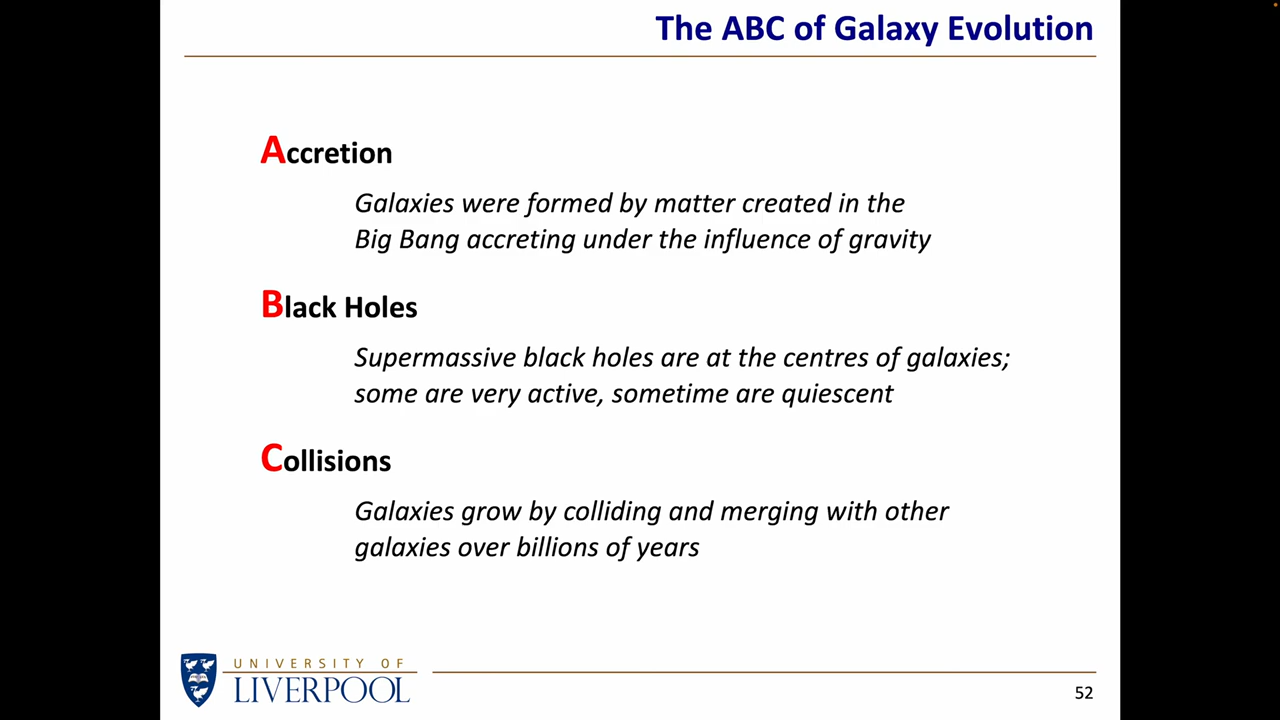 The ABC of Galaxy Evolution
Accretion
Galaxies were formed by matter created in the
Big Bang accreting under the influence of gravity
Black Holes
Supermassive black holes are at the centres of galaxies;
some are very active, sometime are quiescent
Collisions
Galaxies grow by colliding and merging with other
galaxies over billions of years
UNIVERSITY OF
LIVERPOOL
52